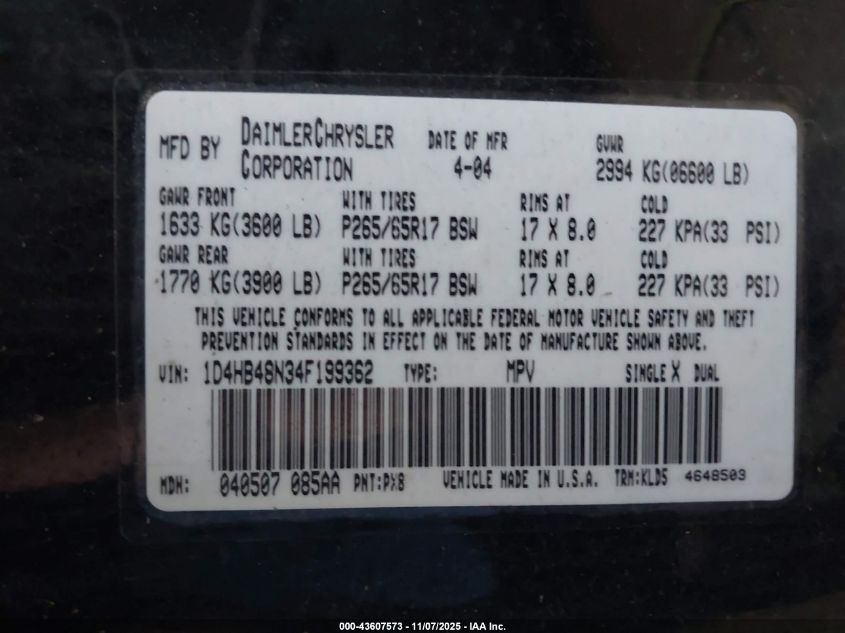 MFD BY DAIMLERCHRYSLER CORPORATION DATE OF MFR 4-04 GVWR 2994 KG(06600 LB)
GAWR FRONT WITH TIRES RIMS AT COLD
1633 KG(3600 LB) P265/65R17 BSW 17 X 8.0 227 KPA(33 PSI)
GAWR REAR WITH TIRES RIMS AT COLD
1770 KG(3900 LB) P265/65R17 BSW 17 X 8.0 227 KPA(33 PSI)
THIS VEHICLE CONFORMS TO ALL APPLICABLE FEDERAL MOTOR VEHICLE SAFETY AND THEFT
PREVENTION STANDARDS IN EFFECT ON THE DATE OF MANUFACTURE SHOWN ABOVE.
VIN: 1D4HB48N34F199362 TYPE: MPV SINGLE X DUAL
MDH: 040507 085AA PNT:PX8 VEHICLE MADE IN U.S.A. TRM:KLD5 4648503
000-43607573 - 11/07/2025 - IAA Inc.